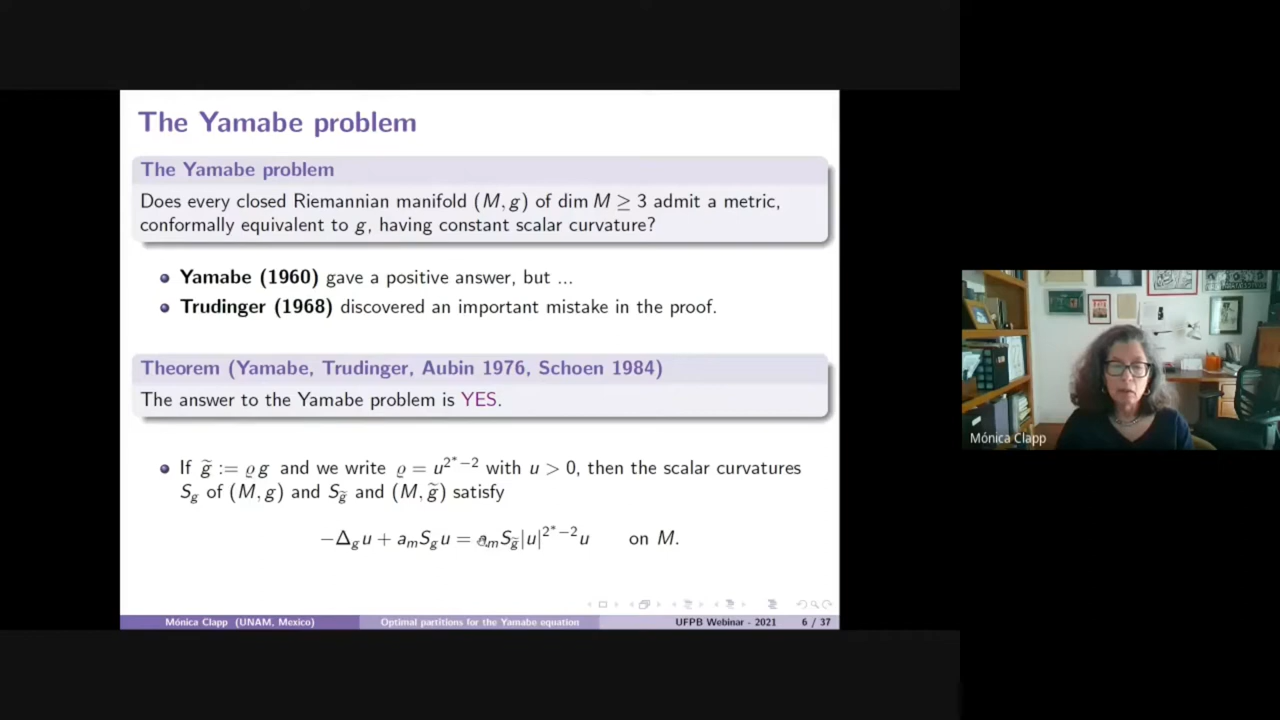 The Yamabe problem
The Yamabe problem
Does every closed Riemannian manifold (M, g) of dim M ≥ 3 admit a metric,
conformally equivalent to g, having constant scalar curvature?
Yamabe (1960) gave a positive answer, but ...
Trudinger (1968) discovered an important mistake in the proof.
Theorem (Yamabe, Trudinger, Aubin 1976, Schoen 1984)
The answer to the Yamabe problem is YES.
If g̃ := ϱ g and we write ϱ = u^{2*−2} with u > 0, then the scalar curvatures
S_g of (M, g) and S_g̃ and (M, g̃) satisfy
−Δ_g u + a_m S_g u = a_m S_g̃ |u|^{2*−2} u on M.
Mónica Clapp (UNAM, Mexico) Optimal partitions for the Yamabe equation UFPB Webinar - 2021 6 / 37
Mónica Clapp